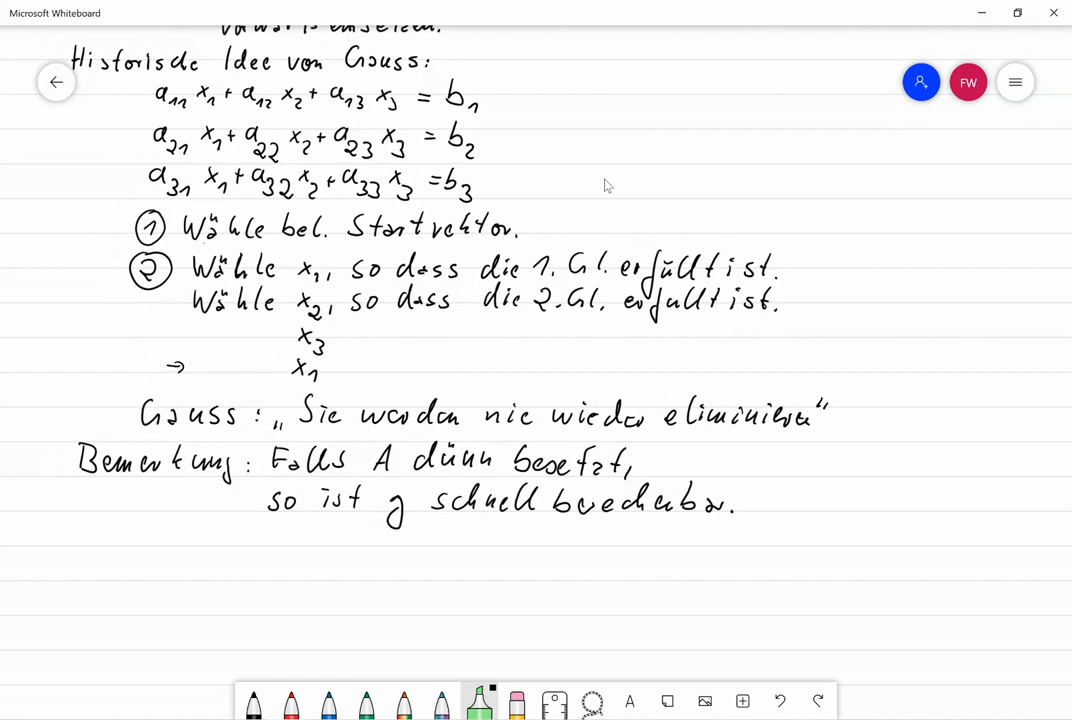 Microsoft Whiteboard
vorwärtseinsetzen.
Historische Idee von Gauss:
FW
a₁₁ x₁ + a₁₂ x₂ + a₁₃ x₃ = b₁
a₂₁ x₁ + a₂₂ x₂ + a₂₃ x₃ = b₂
a₃₁ x₁ + a₃₂ x₂ + a₃₃ x₃ = b₃
① Wähle bel. Startvektor.
② Wähle x₁, so dass die 1. Gl. erfüllt ist.
Wähle x₂, so dass die 2. Gl. erfüllt ist.
x₃
→ x₁
Gauss: „Sie werden nie wieder eliminieren“
Bemerkung: Falls A dünn besetzt,
so ist g schnell berechenbar.
A